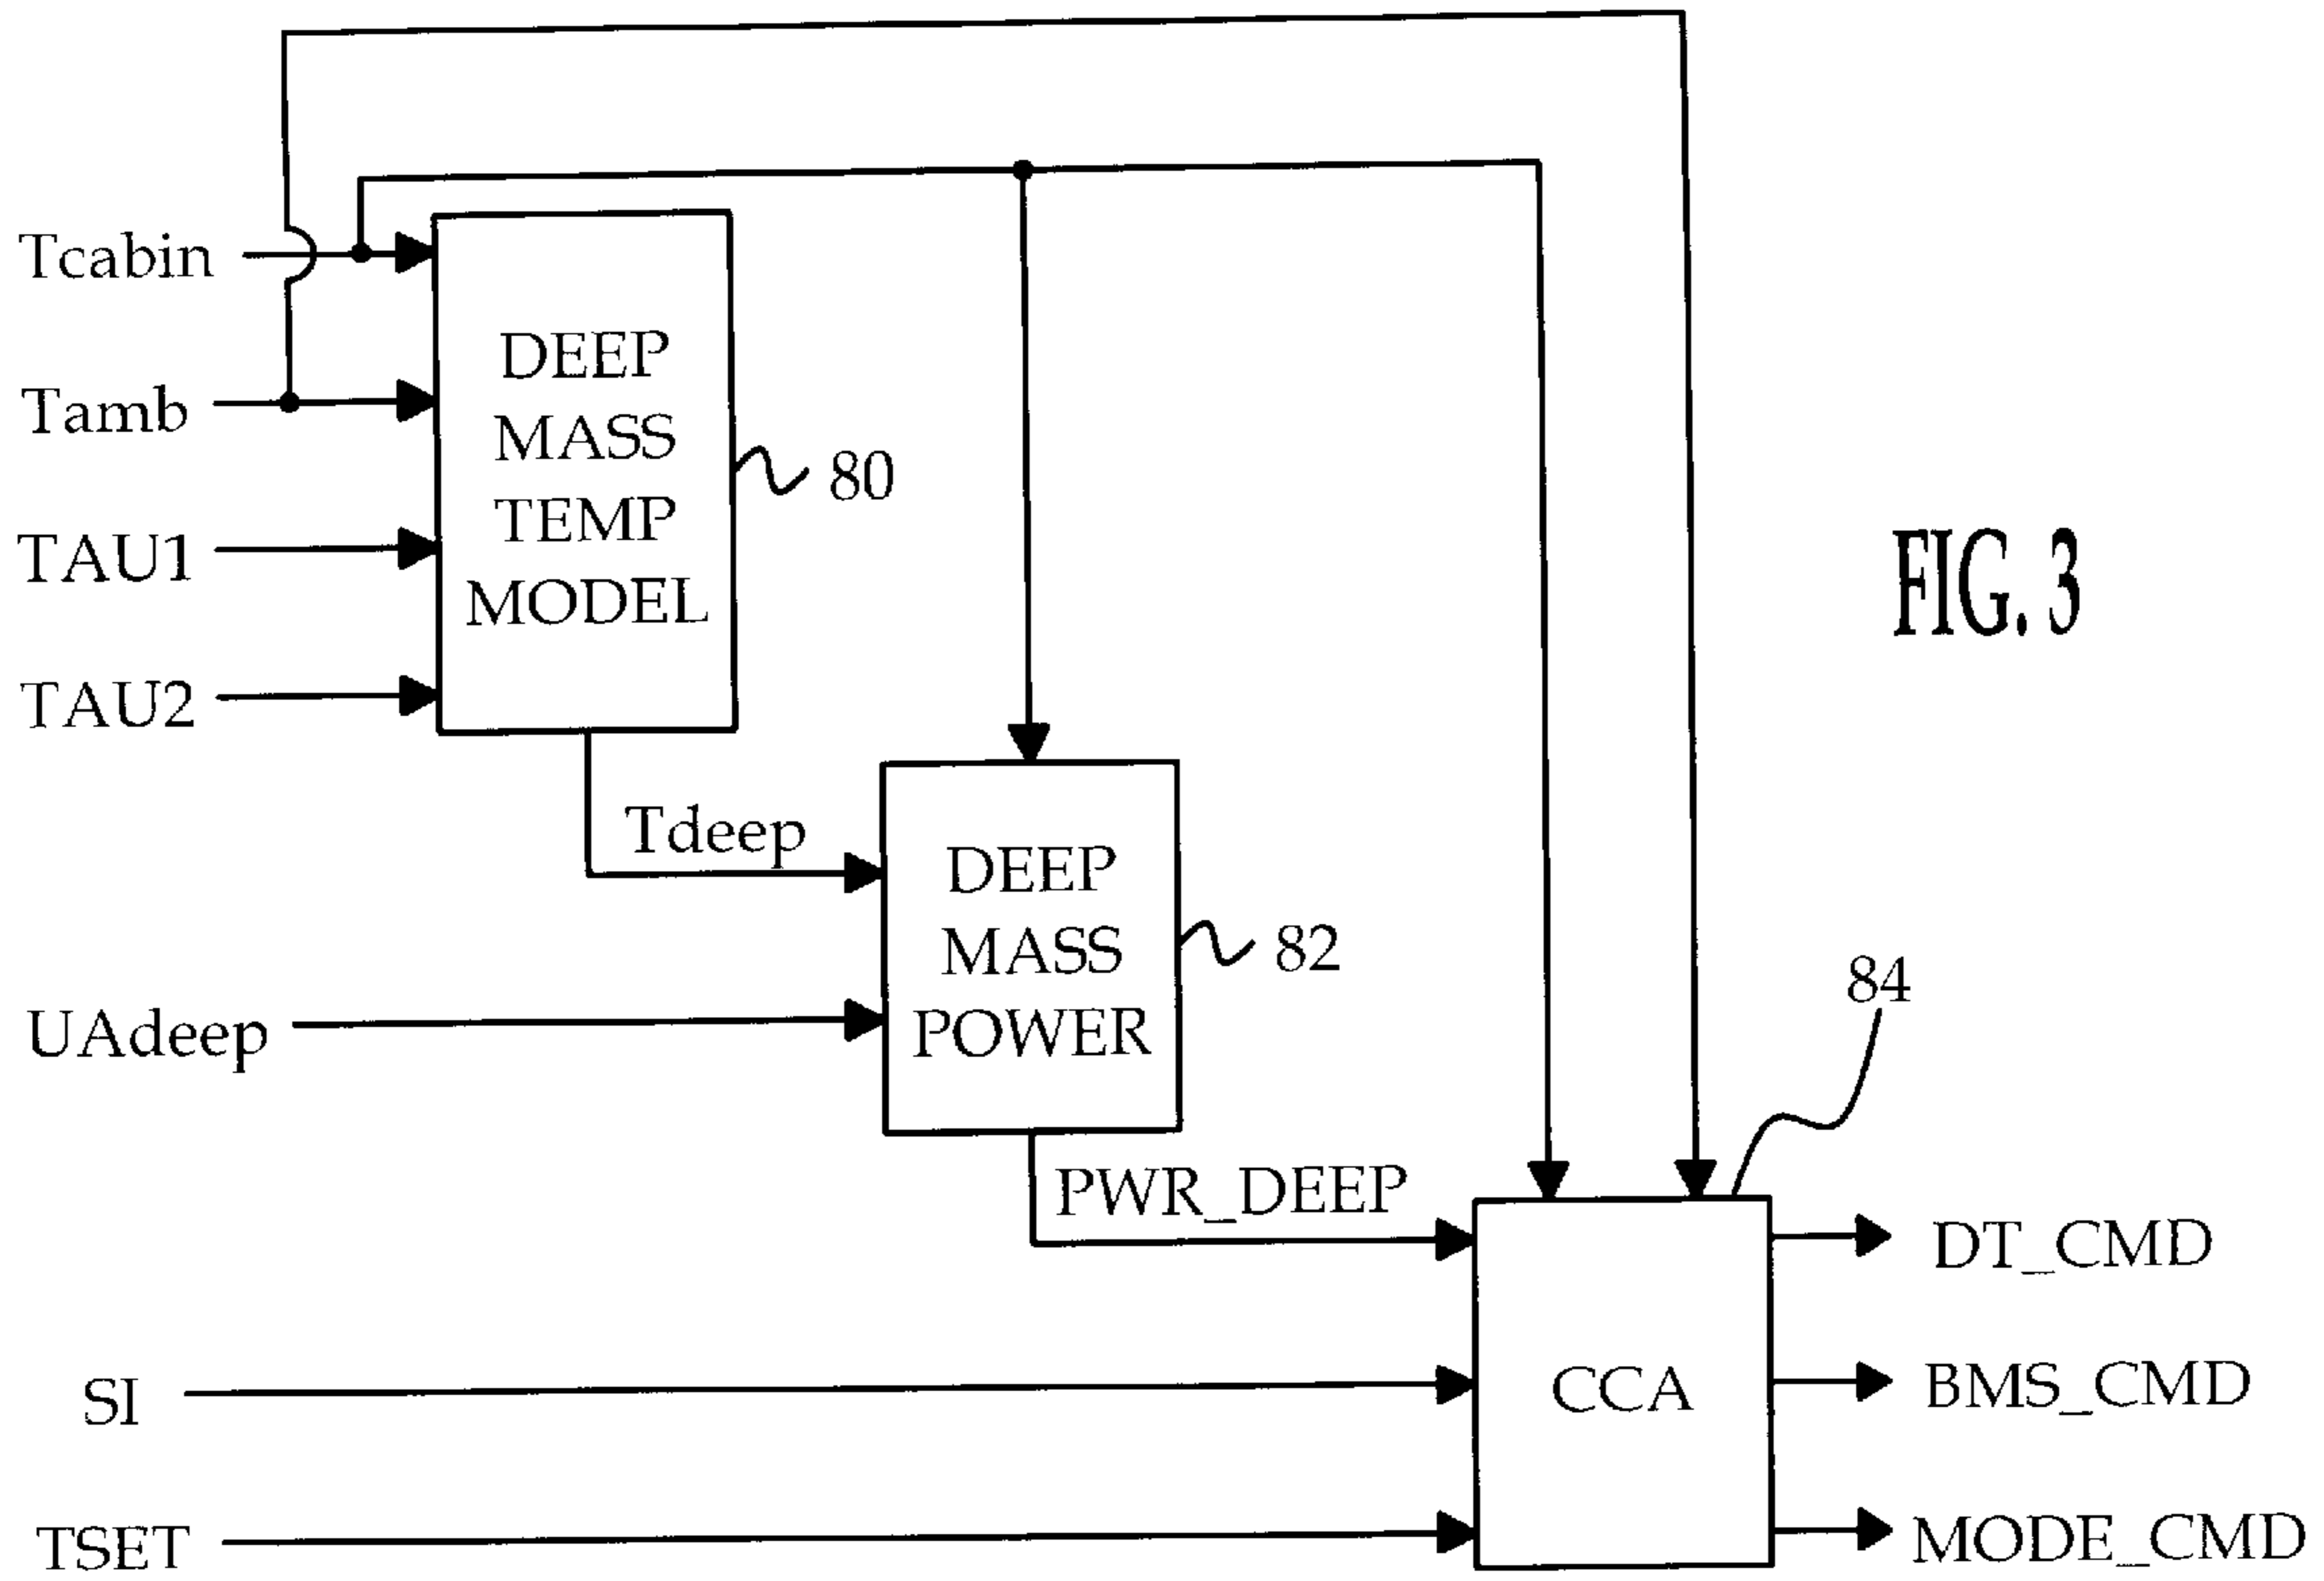 Tcabin
Tamb
TAU1
TAU2
DEEP
MASS
TEMP
MODEL
80
FIG. 3
Tdeep
UAdeep
DEEP
MASS
POWER
82
84
PWR_DEEP
SI
TSET
CCA
DT_CMD
BMS_CMD
MODE_CMD